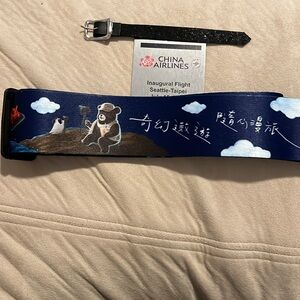 CHINA
AIRLINES
Inaugural Flight
Seattle-Taipei
奇幻遨遊 隨心漫旅